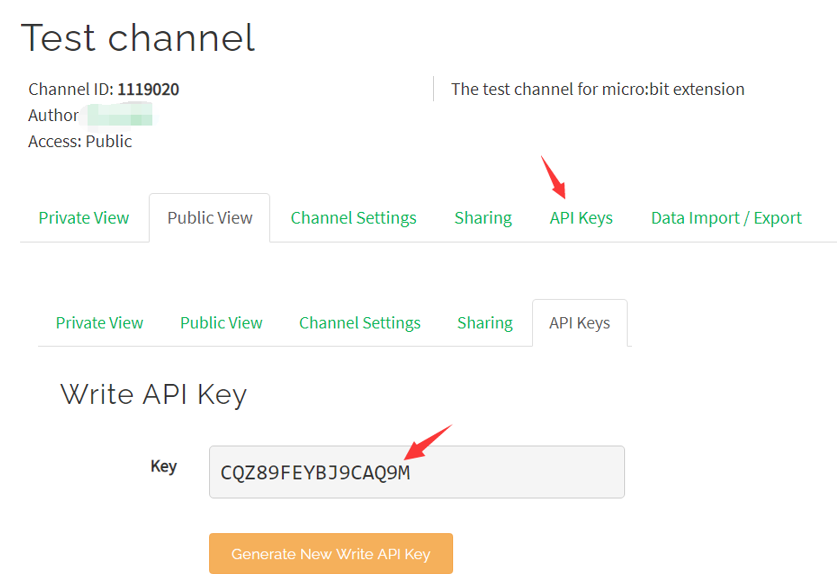 Test channel
Channel ID: 1119020
The test channel for micro:bit extension
Author
Access: Public
Private View Public View Channel Settings Sharing API Keys Data Import / Export
Private View Public View Channel Settings Sharing API Keys
Write API Key
Key CQZ89FEYBJ9CAQ9M
Generate New Write API Key